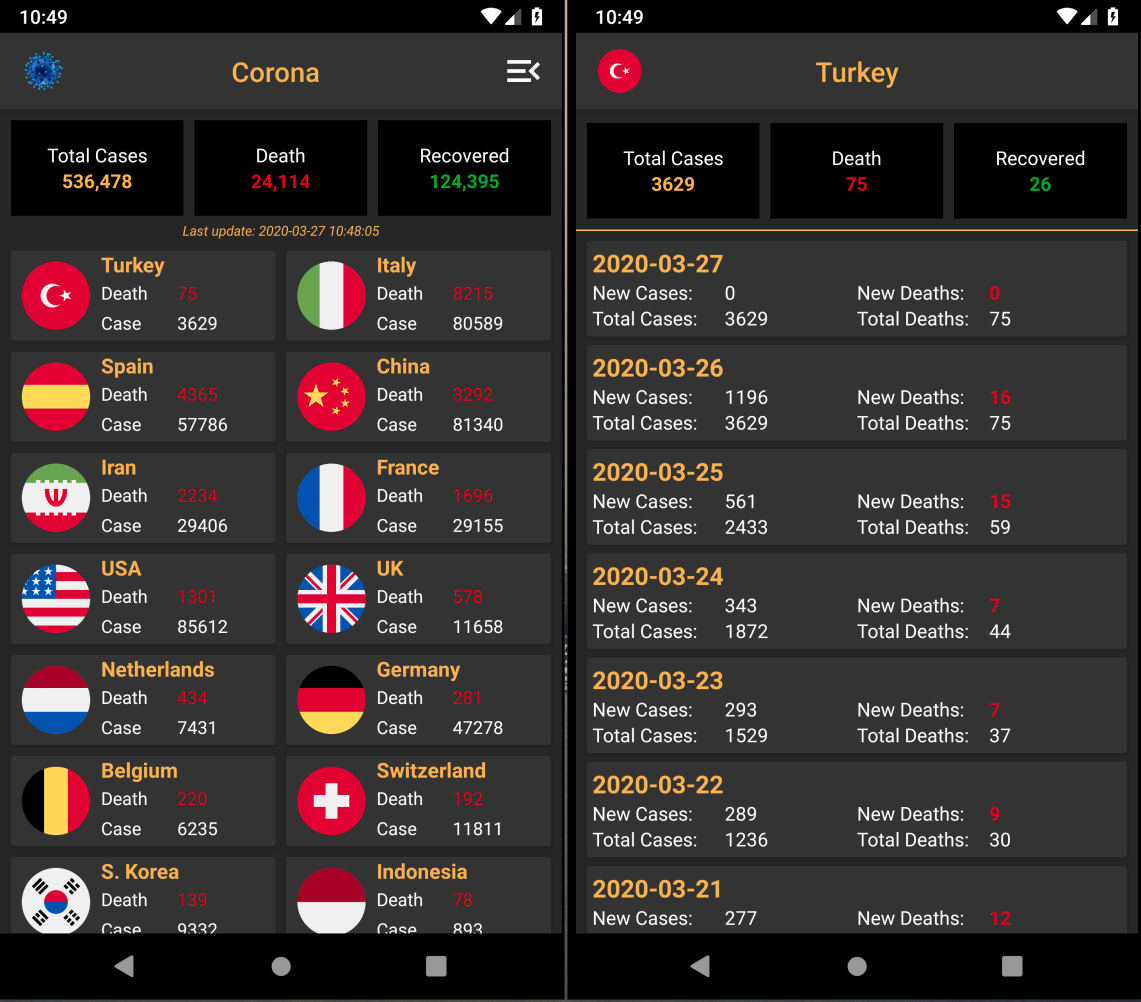 10:49
Corona
Total Cases Death Recovered
536,478 24,114 124,395
Last update: 2020-03-27 10:48:05
Turkey Italy
Death 75 Death 8215
Case 3629 Case 80589
Spain China
Death 4365 Death 3292
Case 57786 Case 81340
Iran France
Death 2234 Death 1696
Case 29406 Case 29155
USA UK
Death 1301 Death 578
Case 85612 Case 11658
Netherlands Germany
Death 434 Death 281
Case 7431 Case 47278
Belgium Switzerland
Death 220 Death 192
Case 6235 Case 11811
S. Korea Indonesia
Death 139 Death 78
Case 9332 Case 893
10:49
Turkey
Total Cases Death Recovered
3629 75 26
2020-03-27
New Cases: 0 New Deaths: 0
Total Cases: 3629 Total Deaths: 75
2020-03-26
New Cases: 1196 New Deaths: 16
Total Cases: 3629 Total Deaths: 75
2020-03-25
New Cases: 561 New Deaths: 15
Total Cases: 2433 Total Deaths: 59
2020-03-24
New Cases: 343 New Deaths: 7
Total Cases: 1872 Total Deaths: 44
2020-03-23
New Cases: 293 New Deaths: 7
Total Cases: 1529 Total Deaths: 37
2020-03-22
New Cases: 289 New Deaths: 9
Total Cases: 1236 Total Deaths: 30
2020-03-21
New Cases: 277 New Deaths: 12